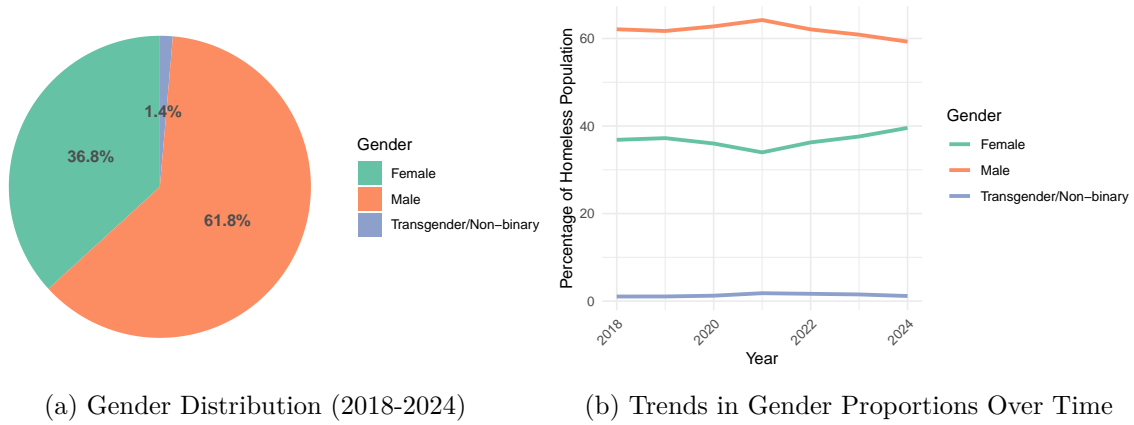 1.4%
36.8%
61.8%
Gender
Female
Male
Transgender/Non−binary
Percentage of Homeless Population
60
40
20
0
2018
2020
2022
2024
Year
Gender
Female
Male
Transgender/Non−binary
(a) Gender Distribution (2018-2024)
(b) Trends in Gender Proportions Over Time